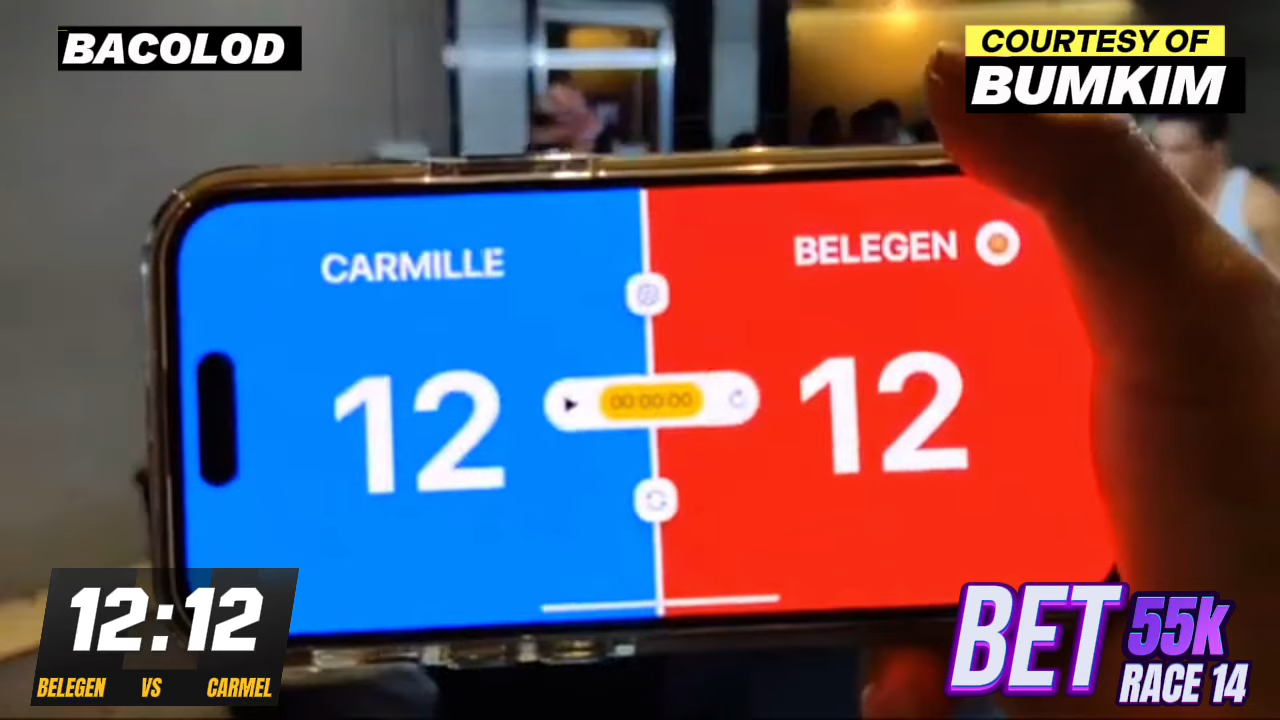 BACOLOD
COURTESY OF
BUMKIM
CARMILLE
BELEGEN
12
00:00:00
12
12:12
BELEGEN VS CARMEL
BET 55k
RACE 14